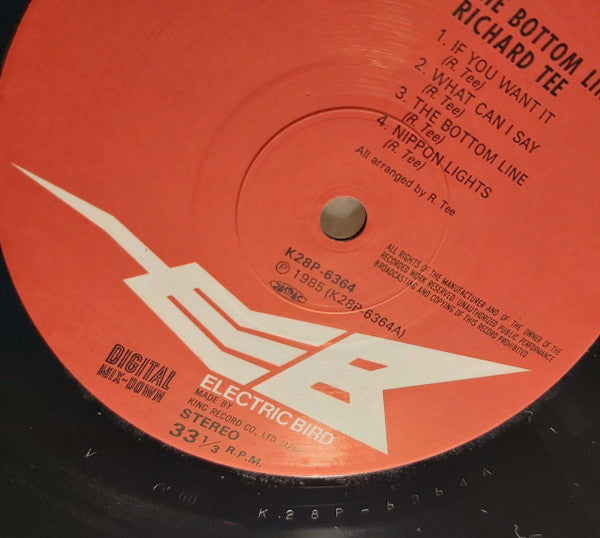 THE BOTTOM LINE
RICHARD TEE
1. IF YOU WANT IT
(R. Tee)
2. WHAT CAN I SAY
(R. Tee)
3. THE BOTTOM LINE
(R. Tee)
4. NIPPON LIGHTS
(R. Tee)
All arranged by R. Tee
K28P-6364
Ⓟ 1985 (K28P-6364A)
ALL RIGHTS OF THE MANUFACTURER AND OF THE OWNER OF THE
RECORDED WORK RESERVED. UNAUTHORIZED PUBLIC PERFORMANCE
BROADCASTING AND COPYING OF THIS RECORD PROHIBITED
EB
ELECTRIC BIRD
DIGITAL
MIX-DOWN
MADE BY
KING RECORD CO., LTD. JAPAN
STEREO
33 1/3 R.P.M.
K28P-6364A